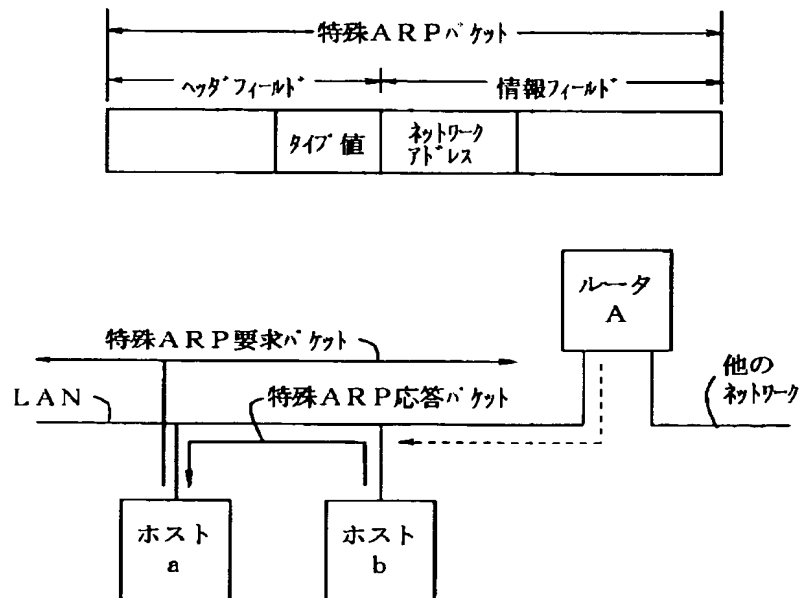 特殊ARPパケット
ヘッダフィールド
情報フィールド
タイプ値
ネットワーク
アドレス
ルータ
A
特殊ARP要求パケット
他の
ネットワーク
LAN
特殊ARP応答パケット
ホスト
a
ホスト
b